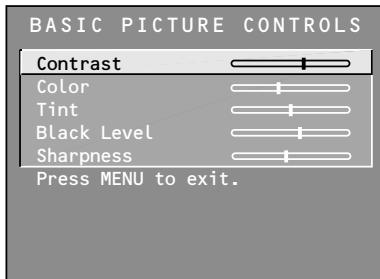 BASIC PICTURE CONTROLS
Contrast
Color
Tint
Black Level
Sharpness
Press MENU to exit.